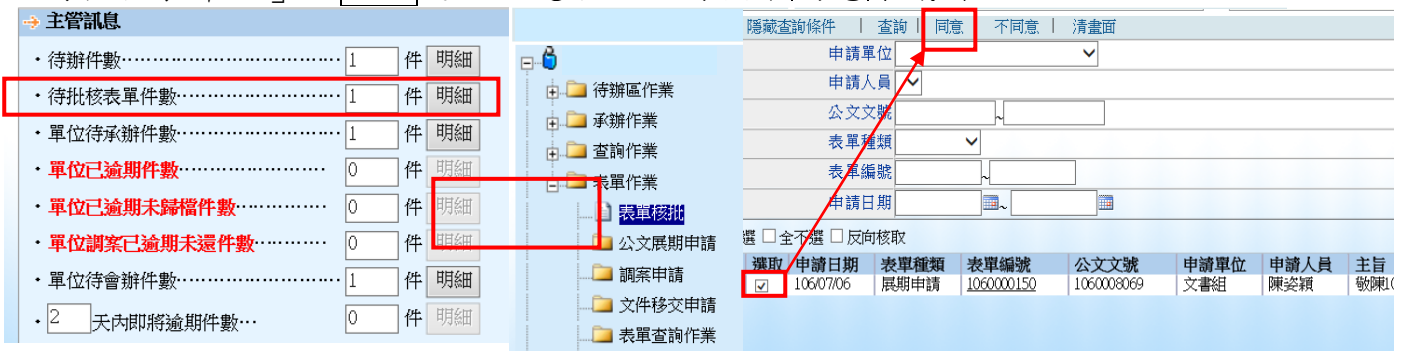 主管訊息
・待辦件數………………………………1 件 明細
・待批核表單件數………………………1 件 明細
・單位待承辦件數………………………1 件 明細
・單位已逾期件數……………………… 0 件 明細
・單位已逾期未歸檔件數…………… 0 件 明細
・單位調案已逾期未還件數………… 0 件 明細
・單位待會辦件數………………………1 件 明細
・2 天內即將逾期件數… 0 件 明細
待辦區作業
承辦作業
查詢作業
表單作業
表單核批
公文展期申請
調案申請
文件移交申請
表單查詢作業
隱藏查詢條件 | 查詢 | 同意 不同意 | 清畫面
申請單位
申請人員
公文文號 ~
表單種類
表單編號 ~
申請日期 ~
選 全不選 反向核取
選取 申請日期 表單種類 表單編號 公文文號 申請單位 申請人員 主旨
106/07/06 展期申請 1060000150 1060008069 文書組 陳姿穎 敬陳